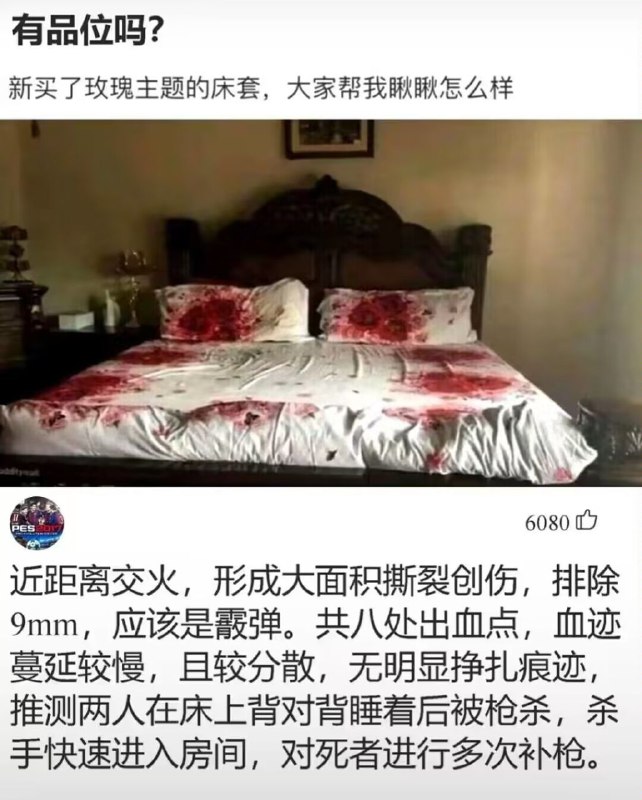 有品位吗?
新买了玫瑰主题的床套，大家帮我瞅瞅怎么样
odditymall
PES2017
6080
近距离交火，形成大面积撕裂创伤，排除
9mm，应该是霰弹。共八处出血点，血迹
蔓延较慢，且较分散，无明显挣扎痕迹，
推测两人在床上背对背睡着后被枪杀，杀
手快速进入房间，对死者进行多次补枪。